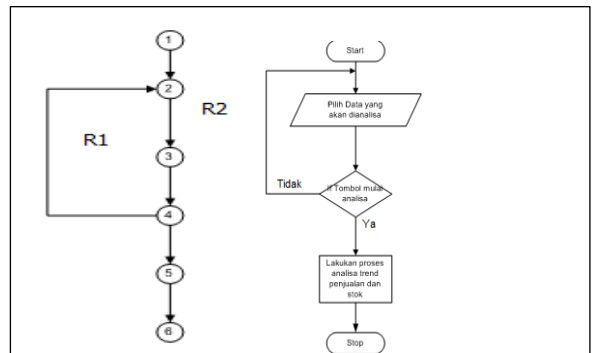 1
2
R2
R1
3
4
5
6
Start
Pilih Data yang
akan dianalisa
Tidak
if Tombol mulai
analisa
Ya
Lakukan proses
analisa trend
penjualan dan
stok
Stop